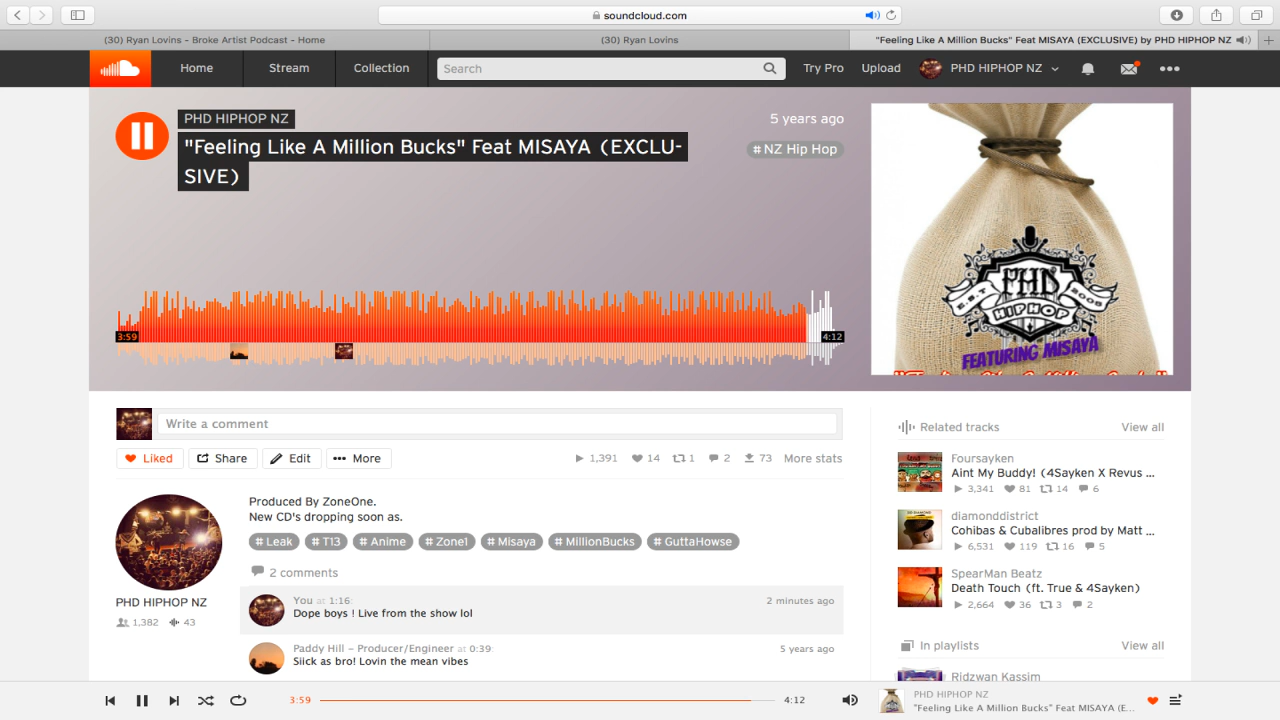 soundcloud.com
(30) Ryan Lovins - Broke Artist Podcast - Home
(30) Ryan Lovins
"Feeling Like A Million Bucks" Feat MISAYA (EXCLUSIVE) by PHD HIPHOP NZ
Home
Stream
Collection
Search
Try Pro
Upload
PHD HIPHOP NZ
PHD HIPHOP NZ
"Feeling Like A Million Bucks" Feat MISAYA (EXCLU-
SIVE)
5 years ago
# NZ Hip Hop
3:59
4:12
EST
PHD
2005
HIPHOP
FEATURING MISAYA
Write a comment
Liked
Share
Edit
More
1,391
14
1
2
73
More stats
PHD HIPHOP NZ
1,382
43
Produced By ZoneOne.
New CD's dropping soon as.
# Leak
# T13
# Anime
# Zone1
# Misaya
# MillionBucks
# GuttaHowse
2 comments
You at 1:16:
2 minutes ago
Dope boys ! Live from the show lol
Paddy Hill – Producer/Engineer at 0:39:
5 years ago
Siick as bro! Lovin the mean vibes
Related tracks
View all
Foursayken
Aint My Buddy! (4Sayken X Revus ...
3,341 81 14 6
diamonddistrict
Cohibas & Cubalibres prod by Matt ...
6,531 119 16 5
SpearMan Beatz
Death Touch (ft. True & 4Sayken)
2,664 36 3 2
In playlists
View all
Ridzwan Kassim
3:59
4:12
PHD HIPHOP NZ
"Feeling Like A Million Bucks" Feat MISAYA (E...